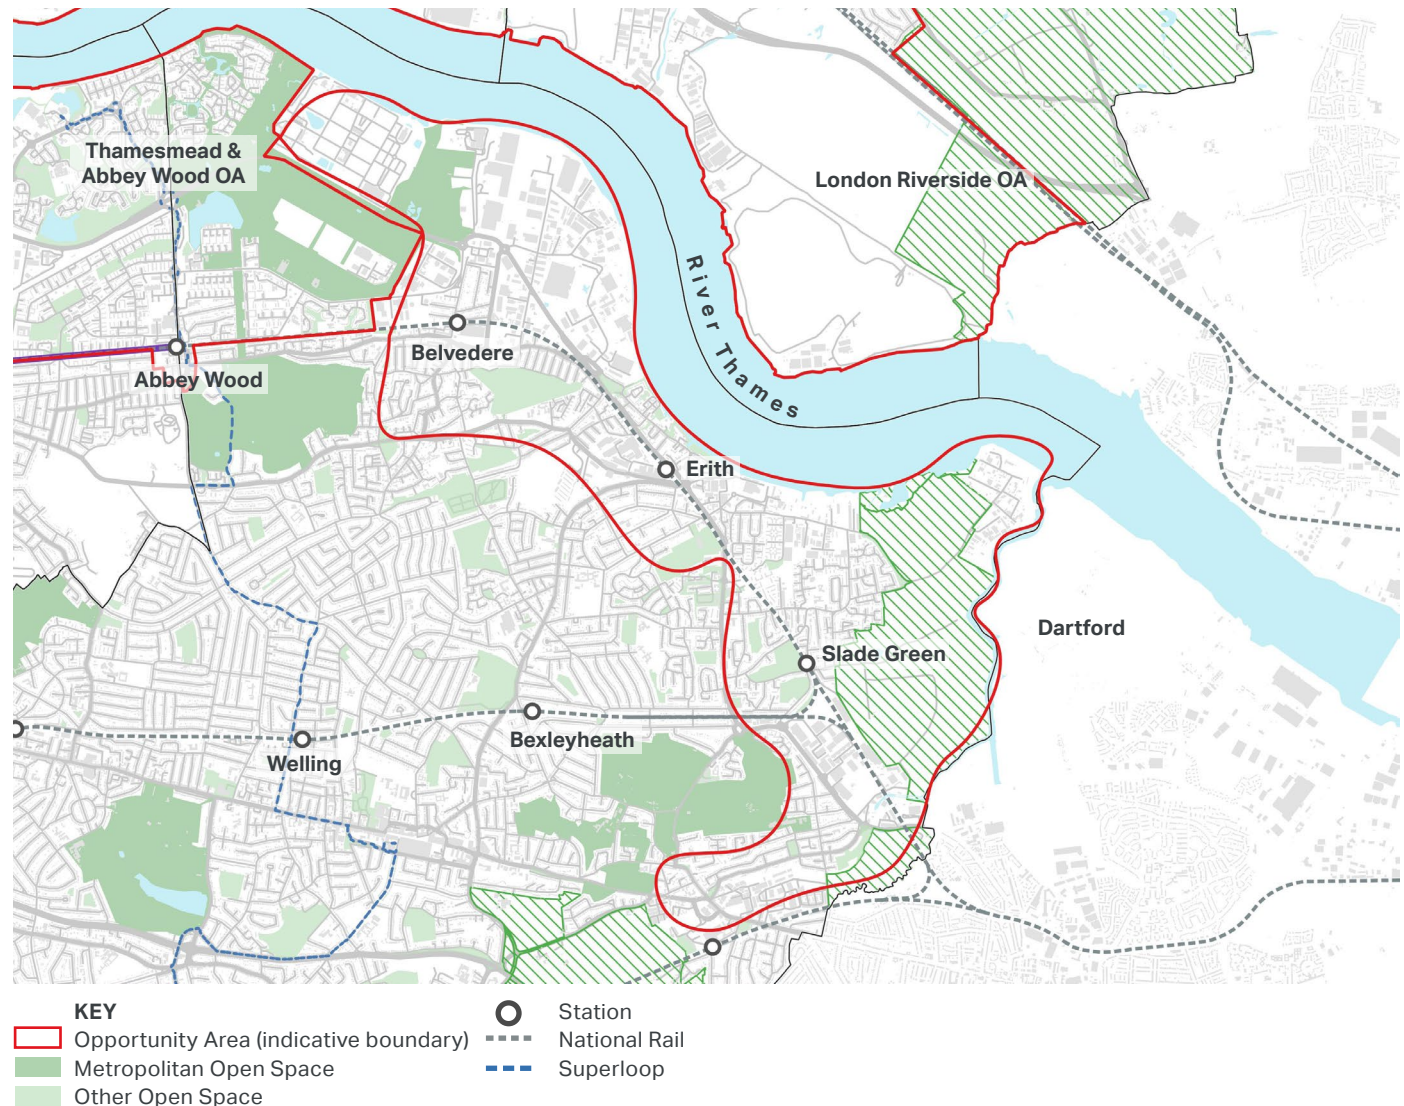 Thamesmead &
Abbey Wood OA
London Riverside OA
River Thames
Belvedere
Abbey Wood
Erith
Dartford
Slade Green
Bexleyheath
Welling
KEY
Opportunity Area (indicative boundary)
Metropolitan Open Space
Other Open Space
Station
National Rail
Superloop